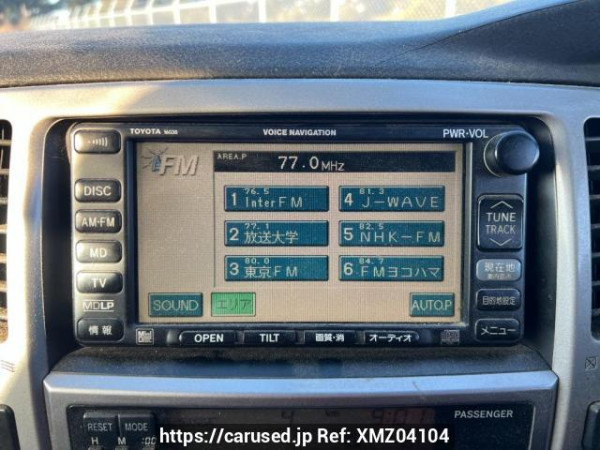 TOYOTA
VOICE NAVIGATION
PWR·VOL
DISC
AM·FM
MD
TV
MDLP
情報
FM
AREA.P
77.0MHz
76.5
1 InterFM
77.1
2 放送大学
80.0
3 東京FM
81.3
4 J-WAVE
82.5
5 NHK-FM
84.7
6 FMヨコハマ
SOUND
エリア
AUTO.P
TUNE
TRACK
現在地
目的地設定
メニュー
OPEN
TILT
画質・消
オーディオ
RESET
MODE
H
M
:00
PASSENGER
https://carused.jp Ref: XMZ04104